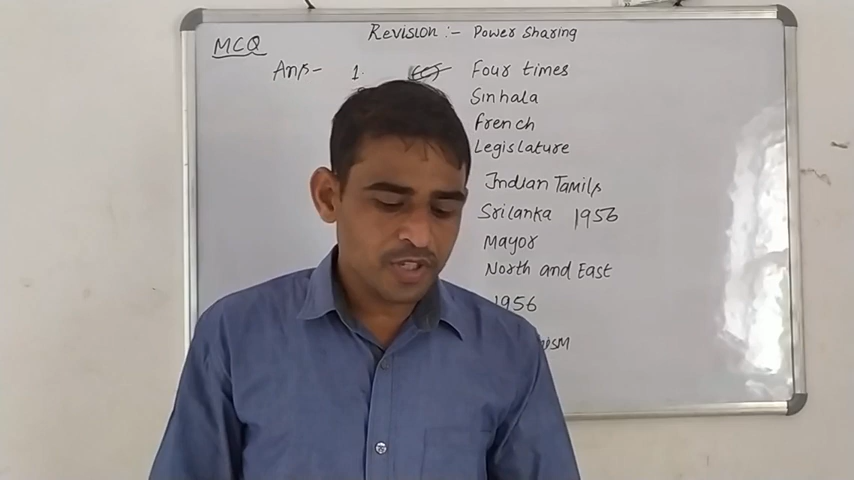 MCQ
Revision :- Power Sharing
Ans- 1. (c) Four times
Sinhala
French
Legislature
Indian Tamils
Srilanka 1956
Mayor
North and East
1956